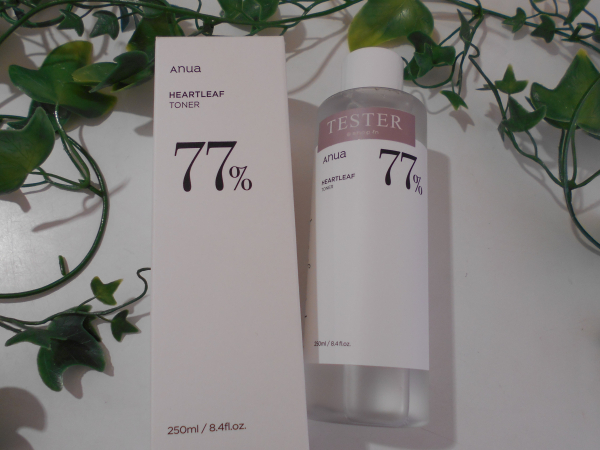 Anua
HEARTLEAF
TONER
77%
250ml / 8.4fl.oz.
TESTER
Anua
77%
HEARTLEAF
TONER
250ml / 8.4fl.oz.